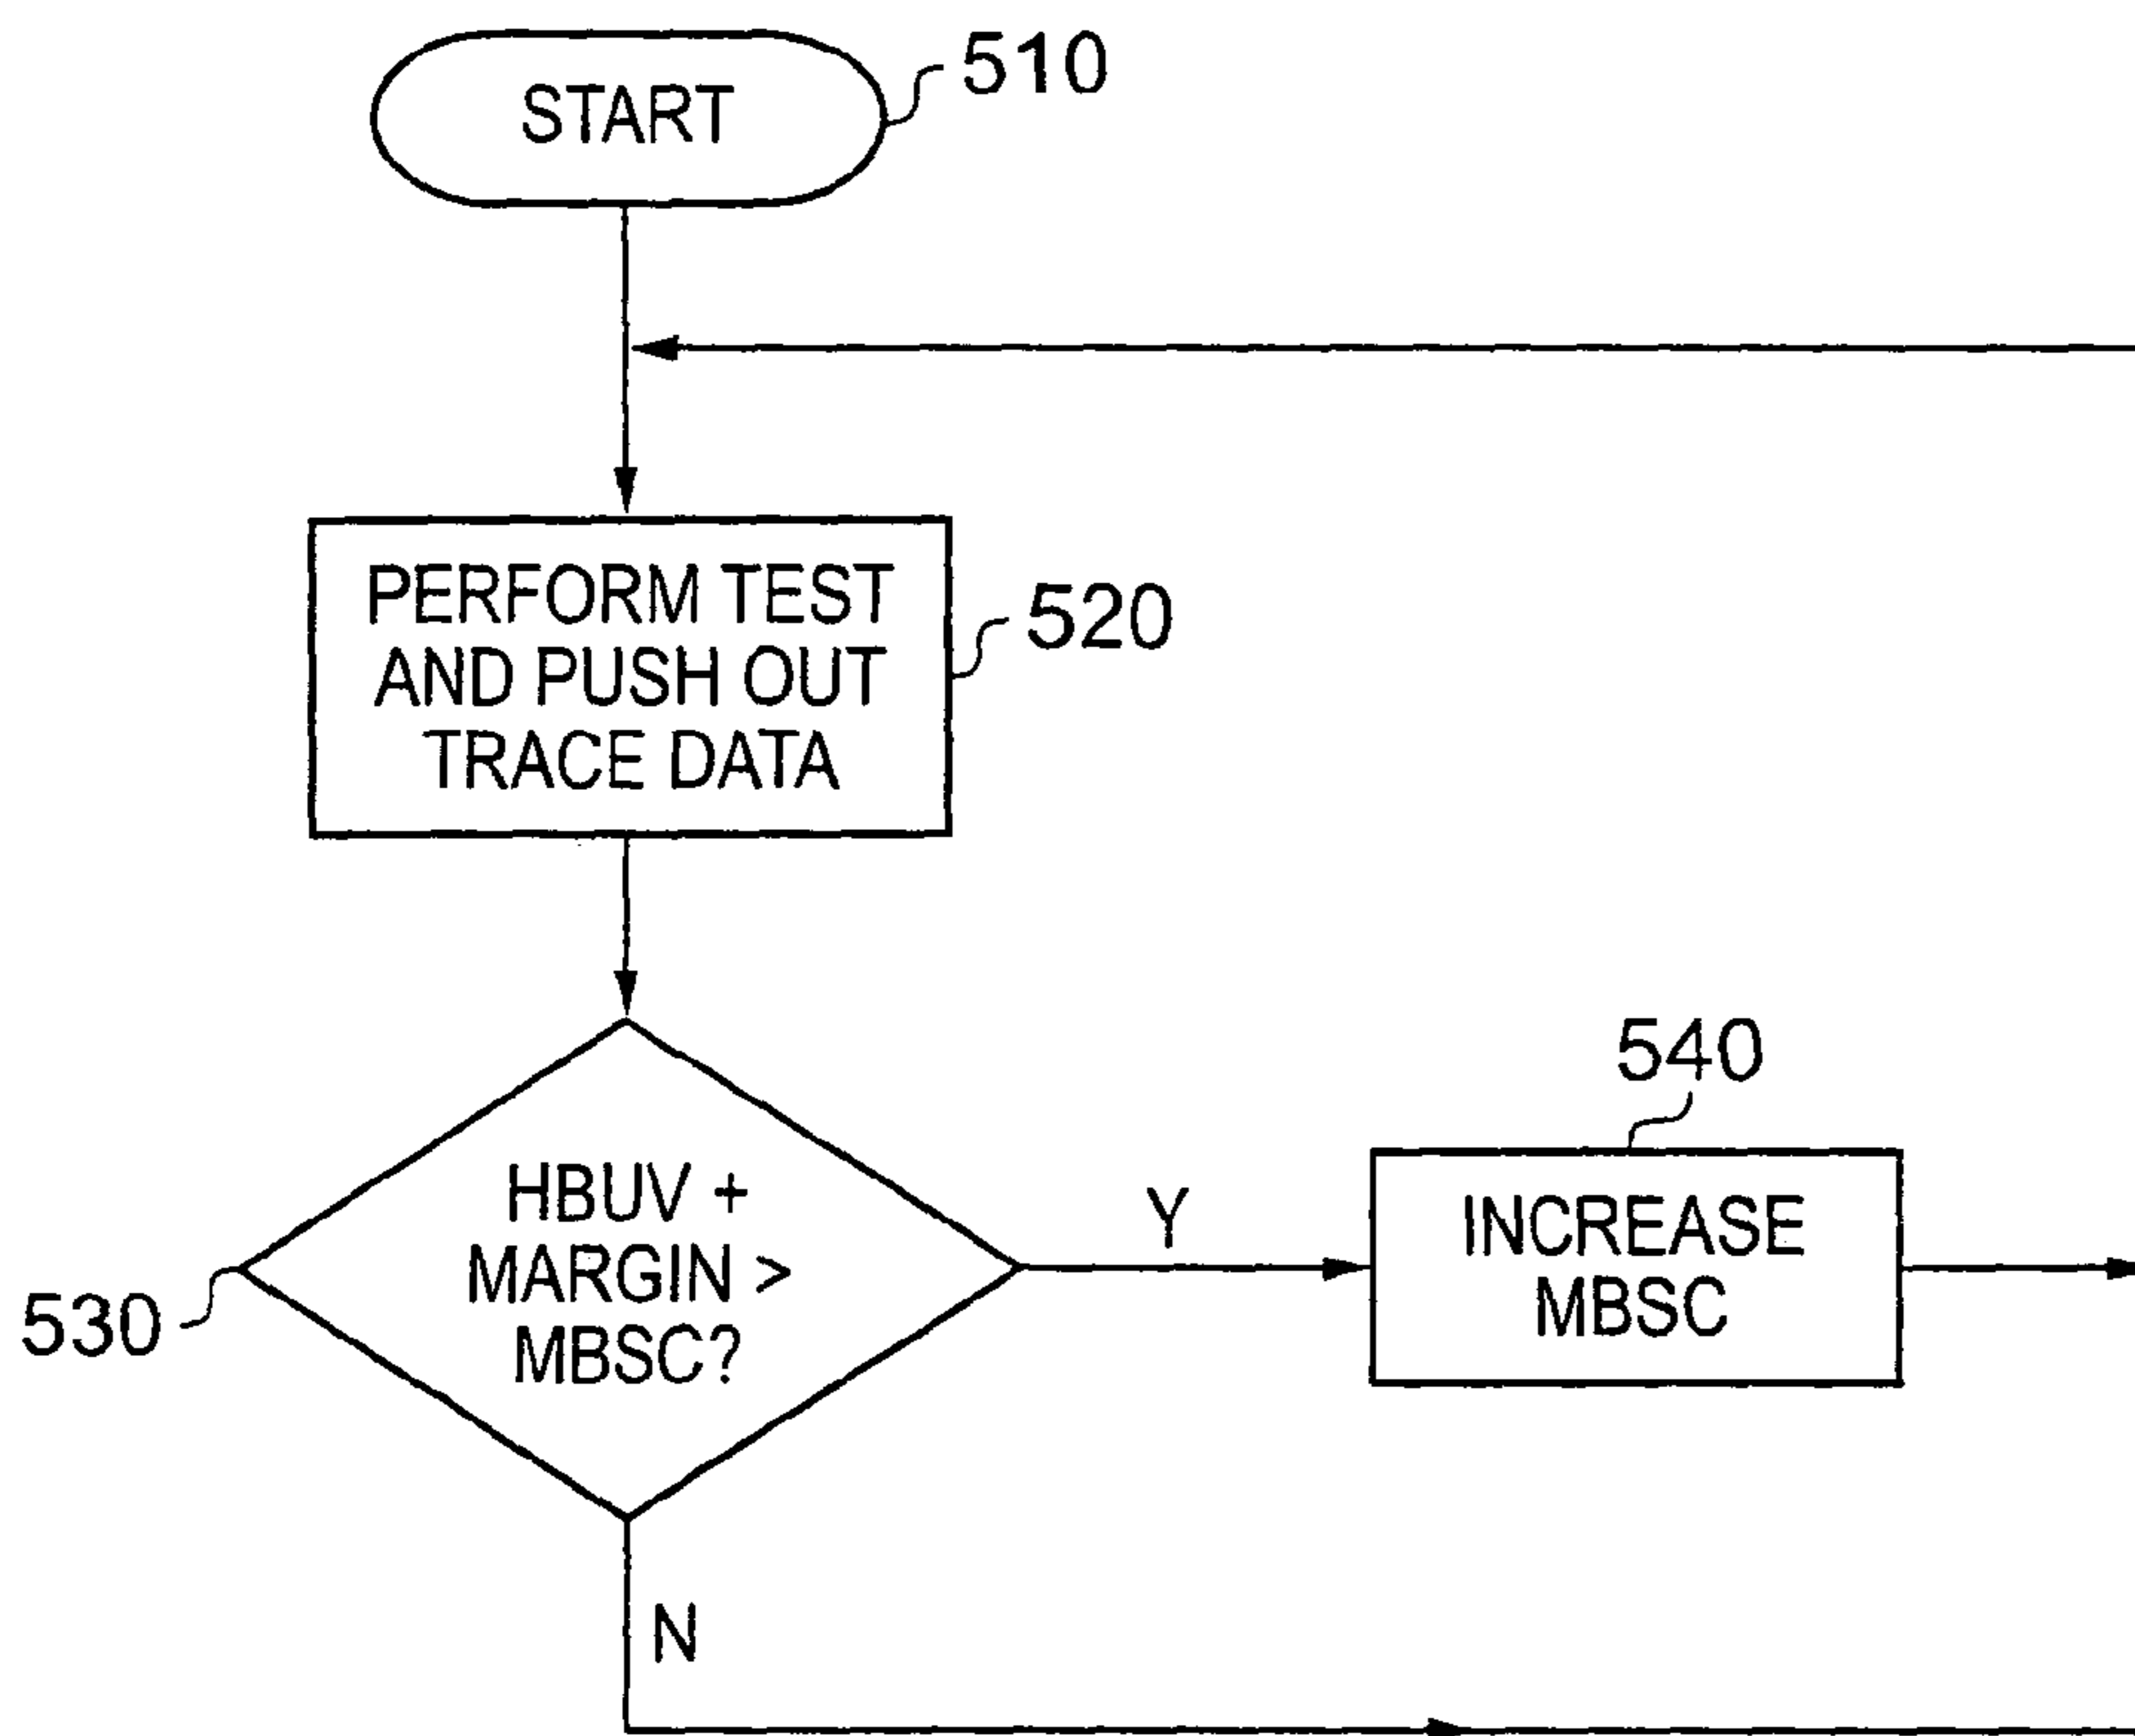 START
510
PERFORM TEST
AND PUSH OUT
TRACE DATA
520
HBUV +
MARGIN >
MBSC?
530
Y
540
INCREASE
MBSC
N